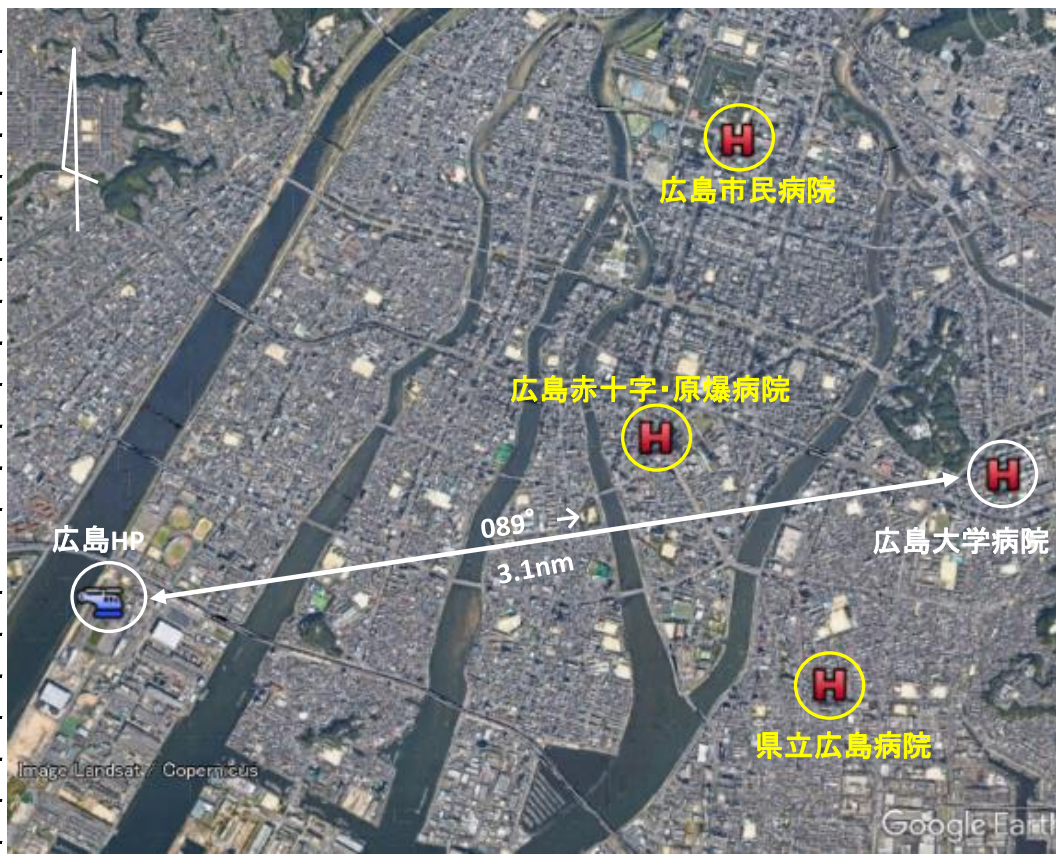 広島市民病院
広島赤十字・原爆病院
広島HP
089° →
3.1nm
広島大学病院
県立広島病院
Image Landsat / Copernicus
Google Earth